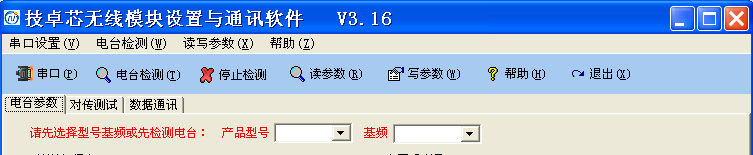 技卓芯无线模块设置与通讯软件 V3.16
串口设置(V) 电台检测(W) 读写参数(X) 帮助(Z)
串口(P) 电台检测(T) 停止检测 读参数(R) 写参数(W) 帮助(H) 退出(X)
电台参数 对传测试 数据通讯
请先选择型号基频或先检测电台： 产品型号 基频